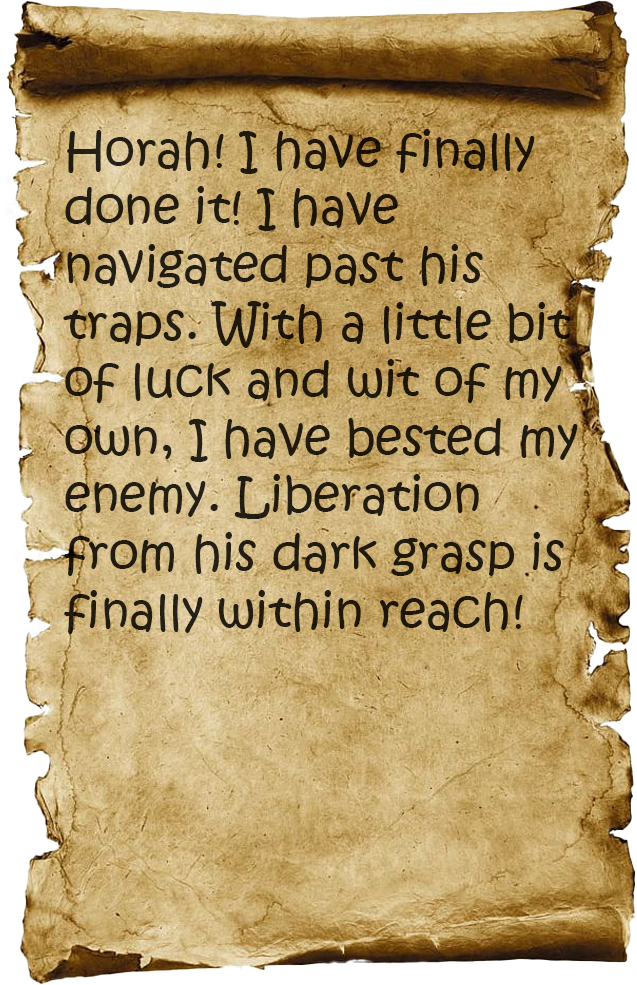 Horah! I have finally
done it! I have
navigated past his
traps. With a little bit
of luck and wit of my
own, I have bested my
enemy. Liberation
from his dark grasp is
finally within reach!